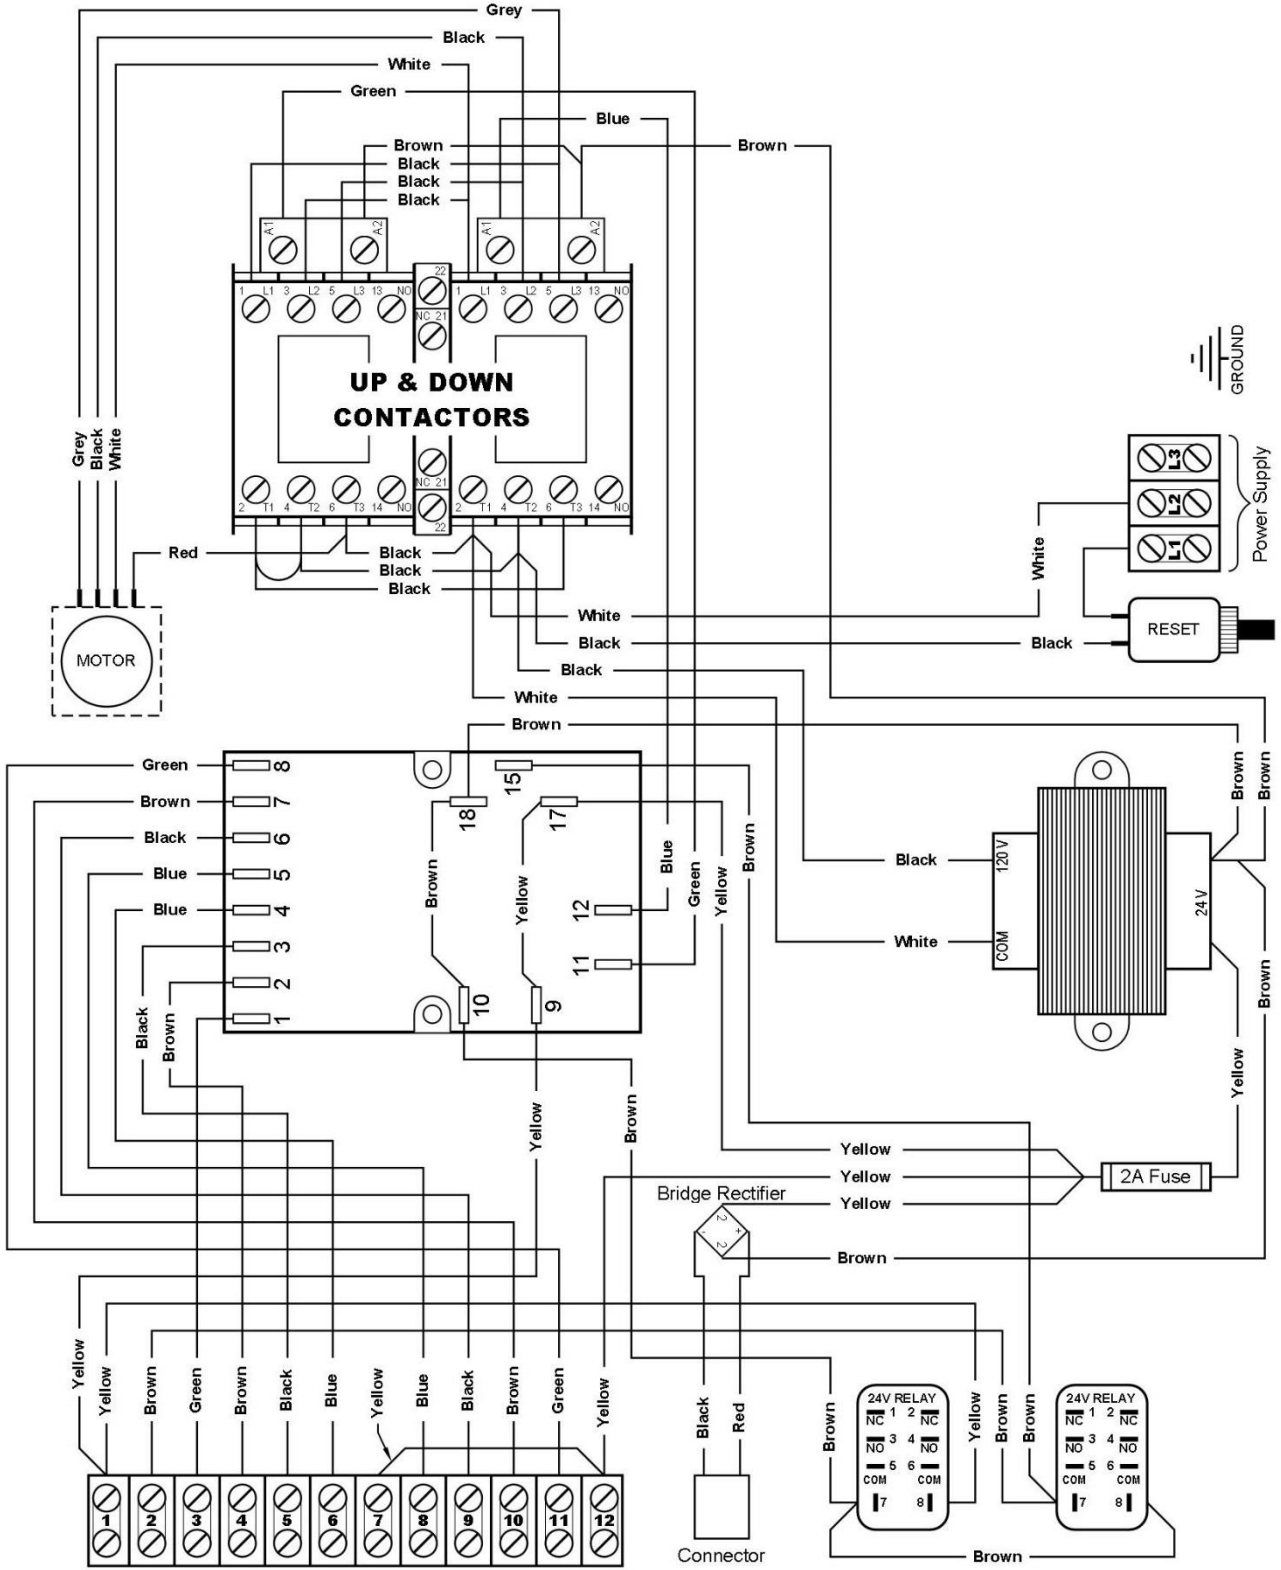 Grey
Black
White
Green
Blue
Brown
Brown
Black
Black
Black
A1
A2
A1
A2
22
1 L1 3 L2 5 L3 13 NO
NC 21
1 L1 3 L2 5 L3 13 NO
UP & DOWN
CONTACTORS
GROUND
Grey
Black
White
L3
L2
L1
Power Supply
NC 21
2 T1 4 T2 6 T3 14 NO
22
2 T1 4 T2 6 T3 14 NO
Red
Black
Black
Black
White
White
Black
Black
RESET
MOTOR
Black
White
Brown
Green
8
Brown
7
Black
6
Blue
5
Blue
4
3
2
1
15
18
17
12
11
10
9
Brown
Yellow
Blue
Green
Yellow
Brown
Brown
Brown
Black
120 V
White
COM
24 V
Brown
Yellow
Black
Brown
Yellow
Brown
Yellow
Yellow
Yellow
2A Fuse
Bridge Rectifier
2
- +
2
Brown
Yellow
Yellow
Brown
Green
Brown
Black
Blue
Yellow
Blue
Black
Brown
Green
Yellow
Black
Red
Brown
Yellow
Brown
Brown
24V RELAY
1 2
NC NC
3 4
NO NO
5 6
COM COM
7 8
24V RELAY
1 2
NC NC
3 4
NO NO
5 6
COM COM
7 8
1 2 3 4 5 6 7 8 9 10 11 12
Connector
Brown